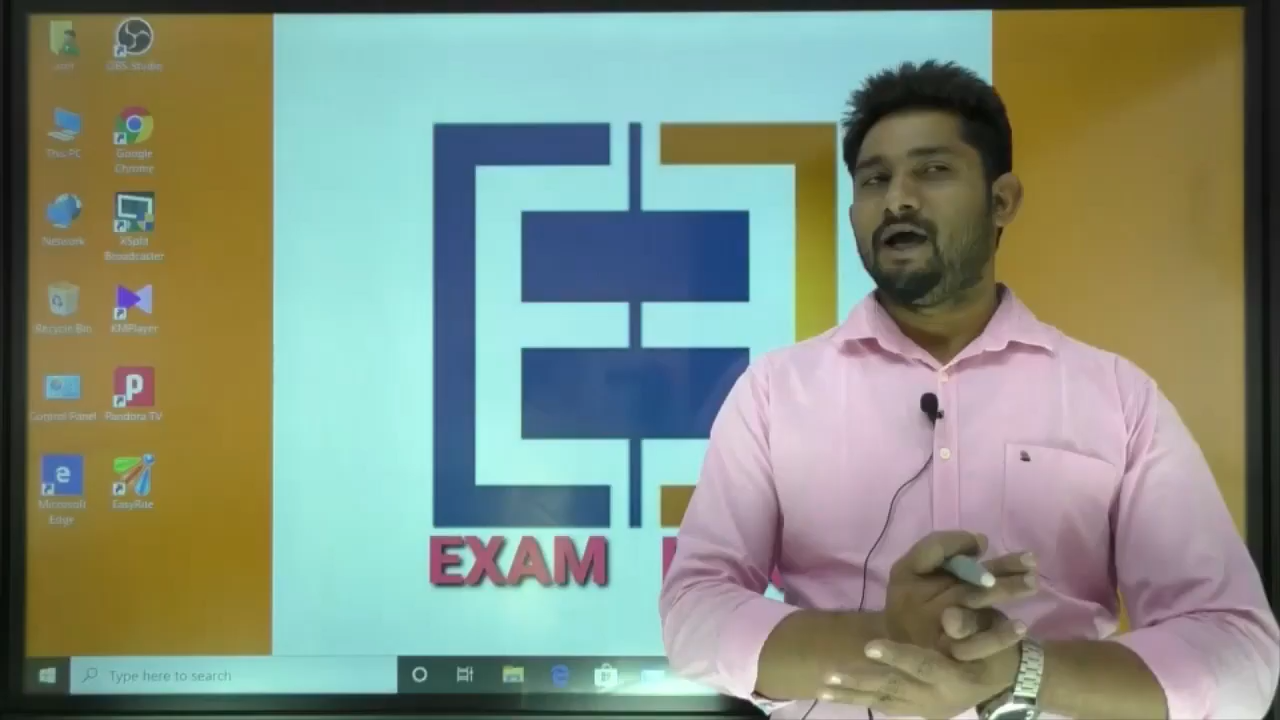 user
OBS Studio
This PC
Google
Chrome
Network
XSplit
Broadcaster
Recycle Bin
KMPlayer
Control Panel
Pandora TV
Microsoft
Edge
EasyRite
EXAM
Type here to search